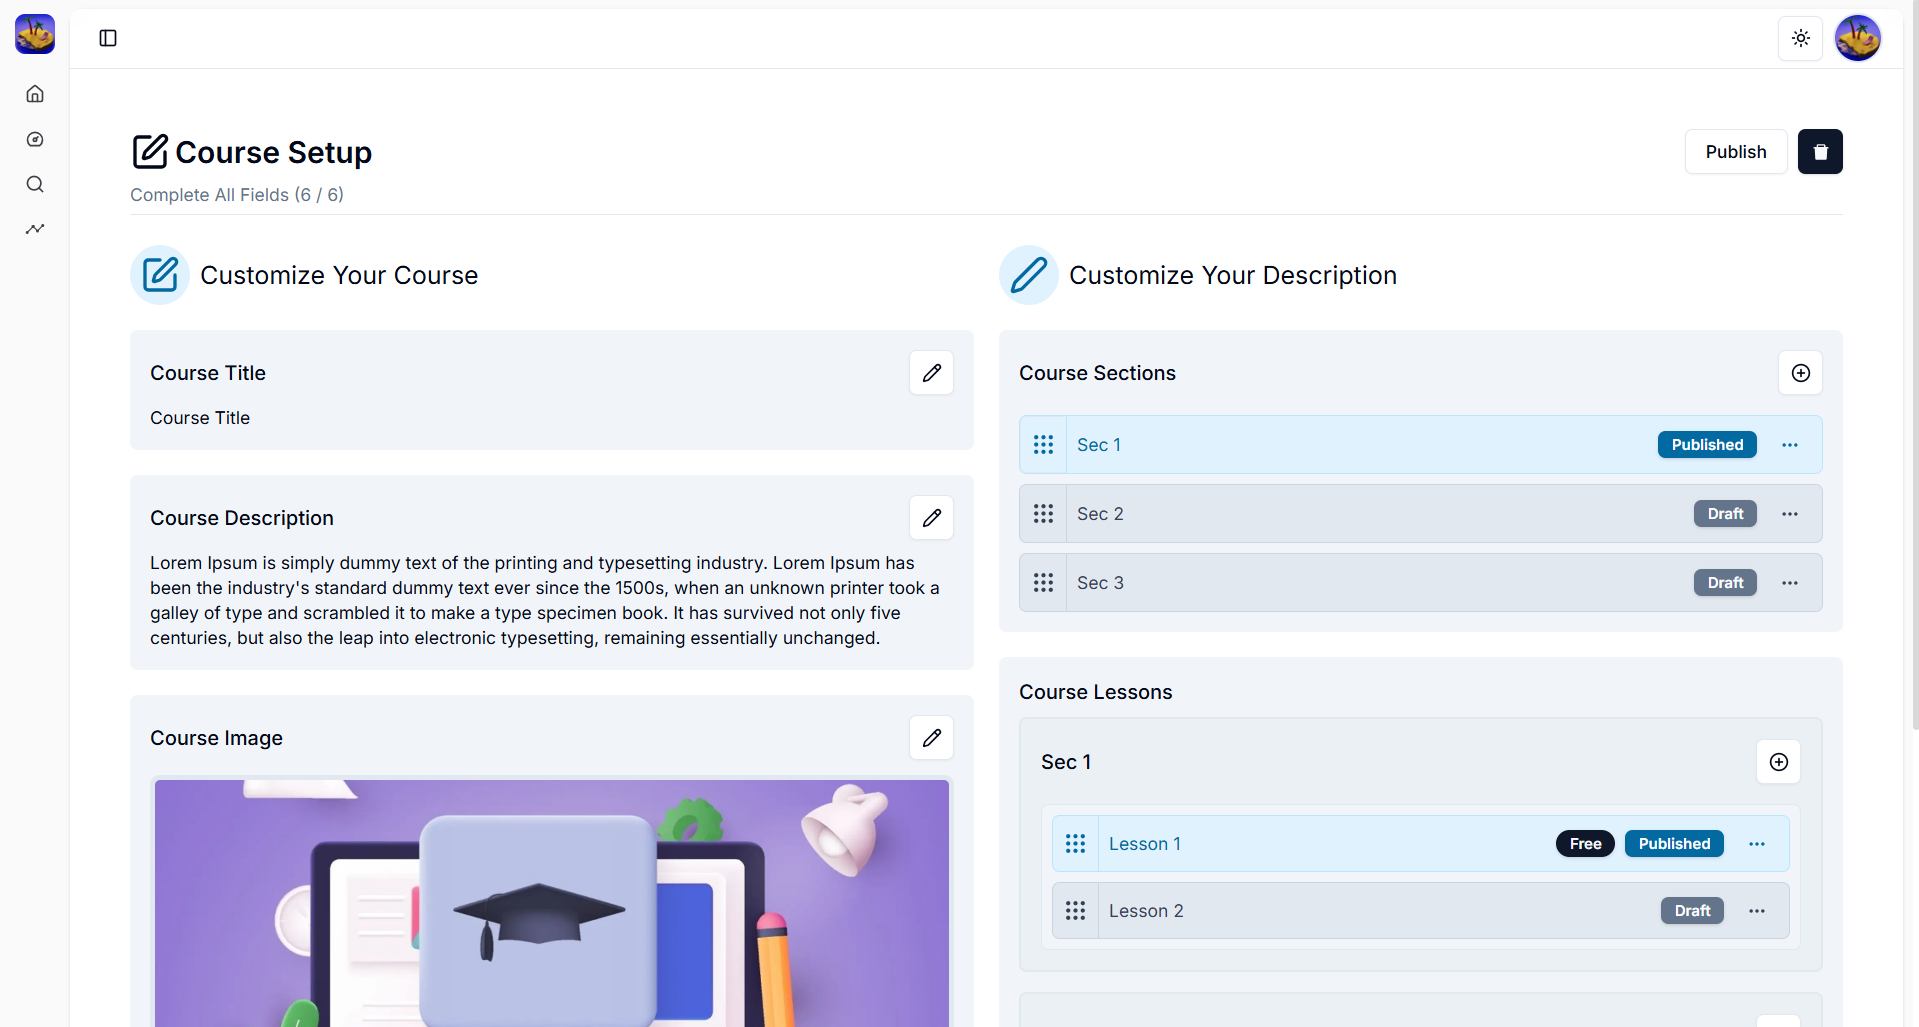 Course Setup
Publish
Complete All Fields (6 / 6)
Customize Your Course
Course Title
Course Title
Course Description
Lorem Ipsum is simply dummy text of the printing and typesetting industry. Lorem Ipsum has
been the industry's standard dummy text ever since the 1500s, when an unknown printer took a
galley of type and scrambled it to make a type specimen book. It has survived not only five
centuries, but also the leap into electronic typesetting, remaining essentially unchanged.
Course Image
Customize Your Description
Course Sections
Sec 1 Published
Sec 2 Draft
Sec 3 Draft
Course Lessons
Sec 1
Lesson 1 Free Published
Lesson 2 Draft